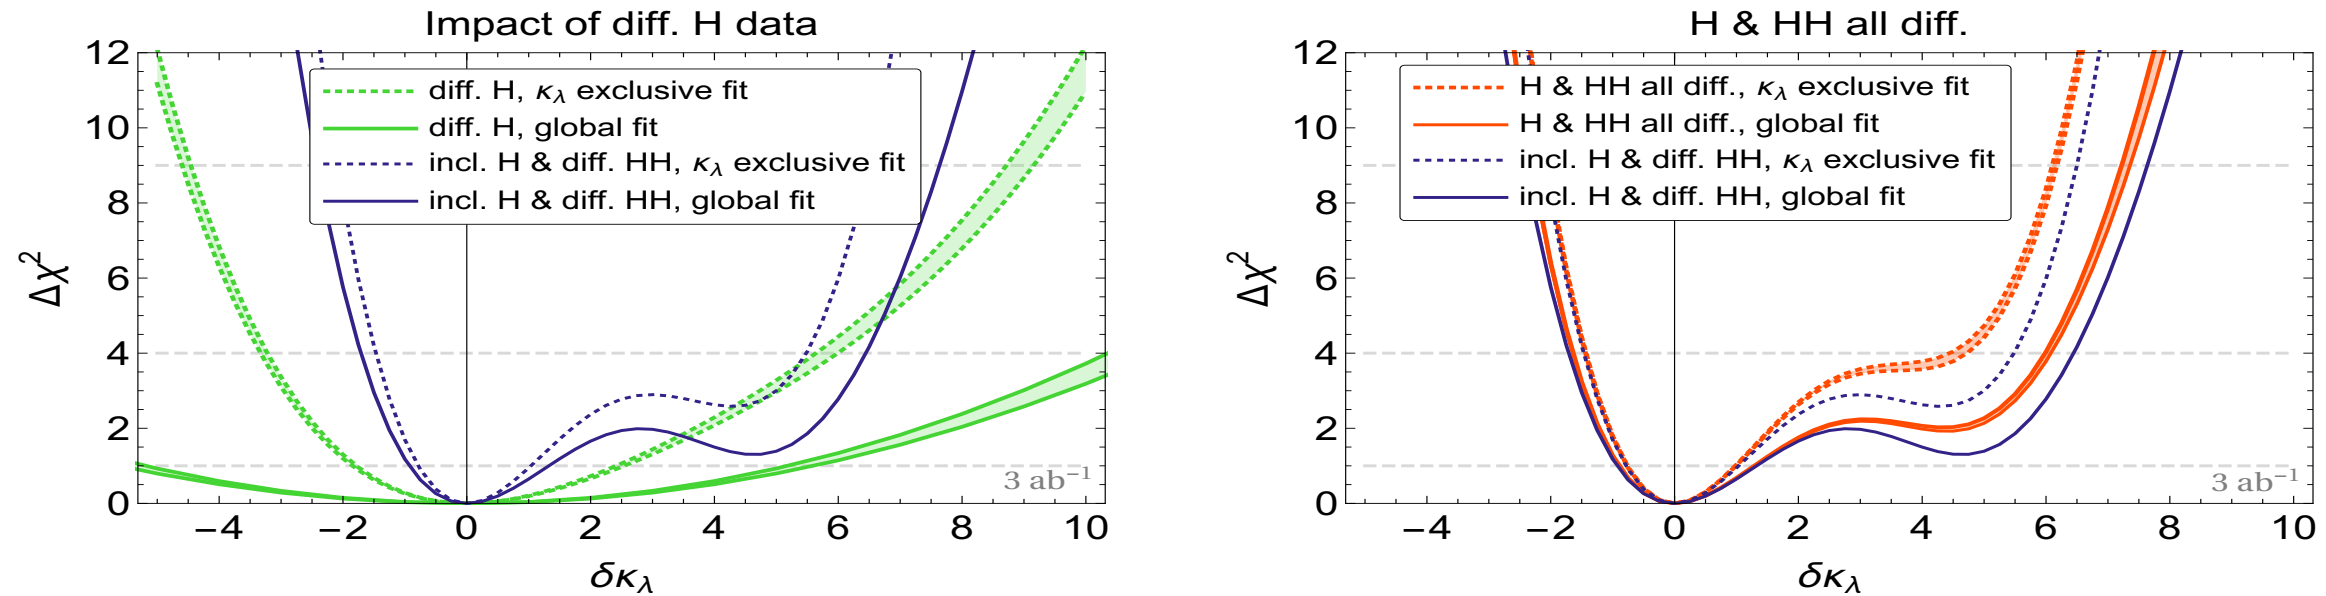 Impact of diff. H data
12
10
8
6
4
2
0
Δχ²
diff. H, κλ exclusive fit
diff. H, global fit
incl. H & diff. HH, κλ exclusive fit
incl. H & diff. HH, global fit
3 ab⁻¹
−4 −2 0 2 4 6 8 10
δκλ
H & HH all diff.
12
10
8
6
4
2
0
Δχ²
H & HH all diff., κλ exclusive fit
H & HH all diff., global fit
incl. H & diff. HH, κλ exclusive fit
incl. H & diff. HH, global fit
3 ab⁻¹
−4 −2 0 2 4 6 8 10
δκλ